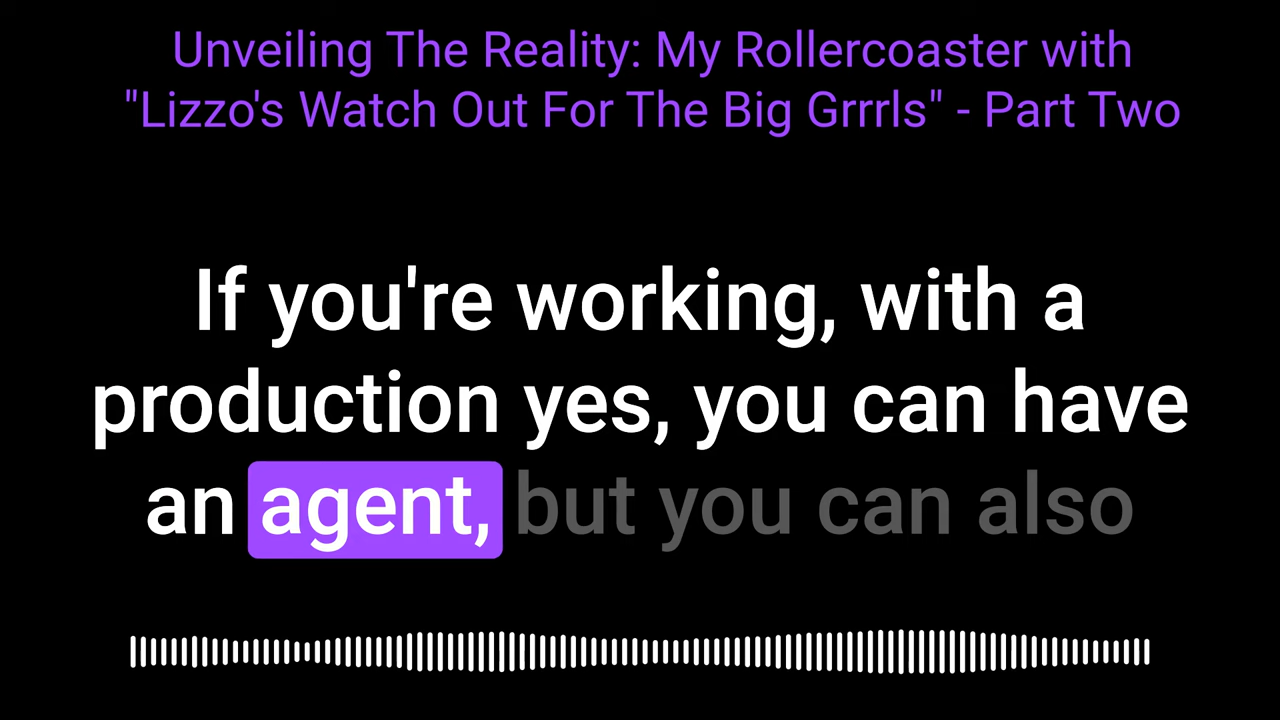 Unveiling The Reality: My Rollercoaster with
"Lizzo's Watch Out For The Big Grrrls" - Part Two
If you're working, with a
production yes, you can have
an agent, but you can also